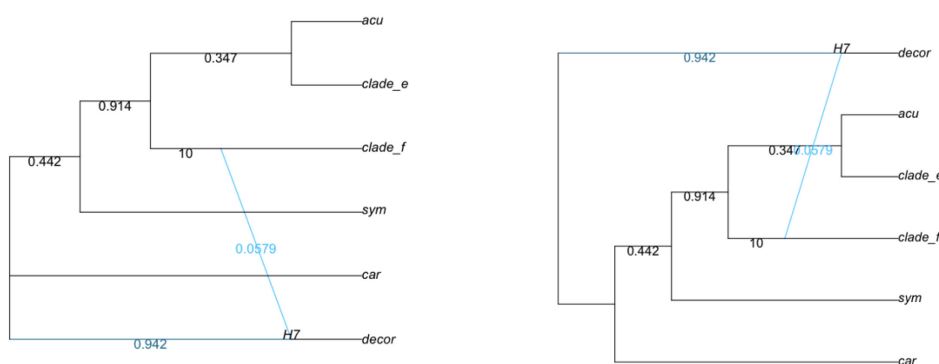 acu
0.347
clade_e
0.914
clade_f
10
0.442
sym
0.0579
car
H7
decor
0.942
H7
decor
0.942
acu
0.347
0.0579
clade_e
0.914
clade_f
10
0.442
sym
car